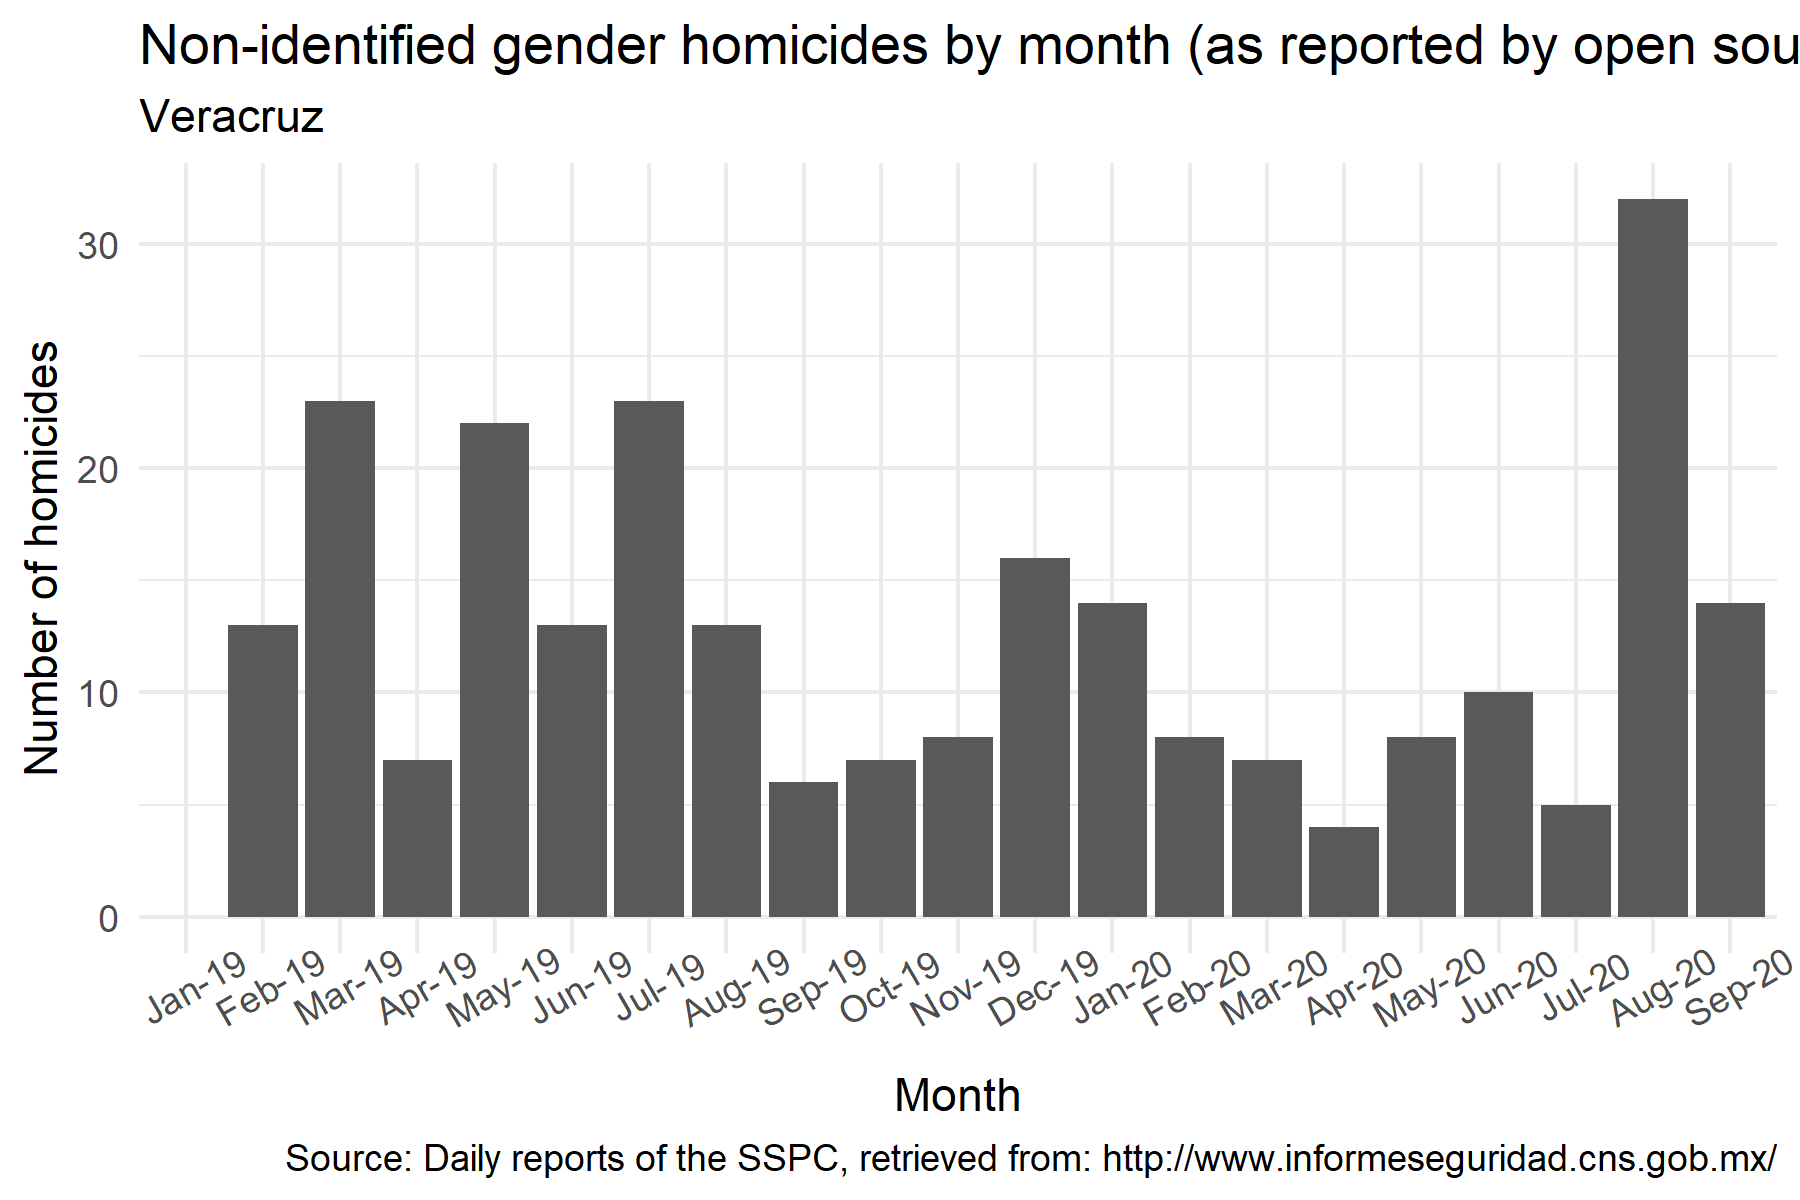 Non-identified gender homicides by month (as reported by open sou
Veracruz
Number of homicides
30
20
10
0
Jan-19
Feb-19
Mar-19
Apr-19
May-19
Jun-19
Jul-19
Aug-19
Sep-19
Oct-19
Nov-19
Dec-19
Jan-20
Feb-20
Mar-20
Apr-20
May-20
Jun-20
Jul-20
Aug-20
Sep-20
Month
Source: Daily reports of the SSPC, retrieved from: http://www.informeseguridad.cns.gob.mx/